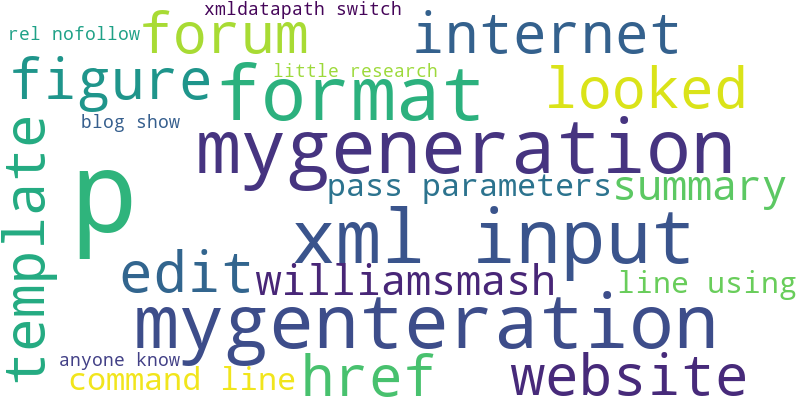 xmldatapath switch
rel nofollow
forum
internet
figure
little research
format
looked
blog show
template
mygeneration
p
pass parameters
summary
xml input
edit
williamsmash
line using
mygenteration
anyone know
command line
href
website